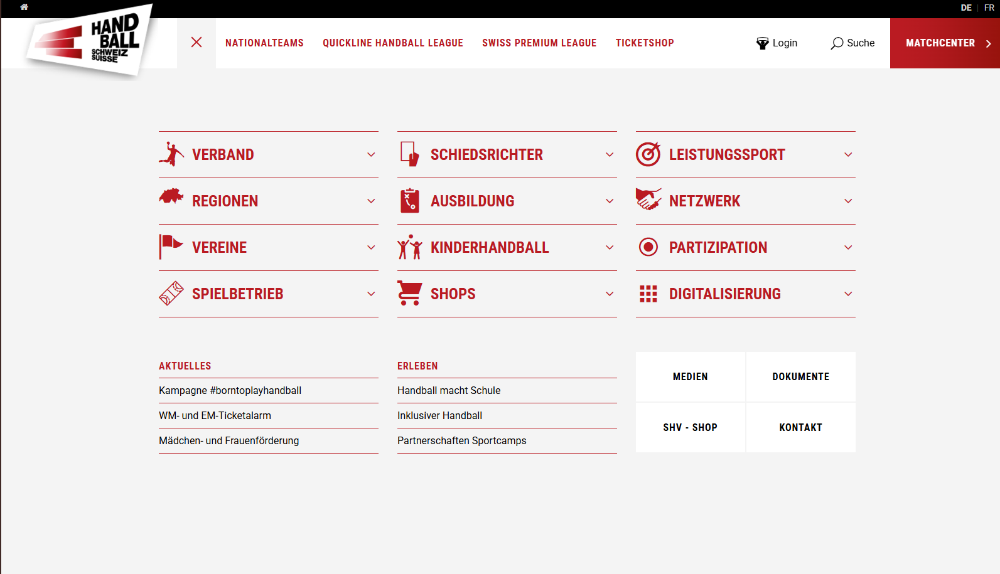 DE | FR
HAND
BALL
SCHWEIZ
SUISSE
NATIONALTEAMS
QUICKLINE HANDBALL LEAGUE
SWISS PREMIUM LEAGUE
TICKETSHOP
Login
Suche
MATCHCENTER
VERBAND
SCHIEDSRICHTER
LEISTUNGSSPORT
REGIONEN
AUSBILDUNG
NETZWERK
VEREINE
KINDERHANDBALL
PARTIZIPATION
SPIELBETRIEB
SHOPS
DIGITALISIERUNG
AKTUELLES
Kampagne #borntoplayhandball
WM- und EM-Ticketalarm
Mädchen- und Frauenförderung
ERLEBEN
Handball macht Schule
Inklusiver Handball
Partnerschaften Sportcamps
MEDIEN
DOKUMENTE
SHV - SHOP
KONTAKT